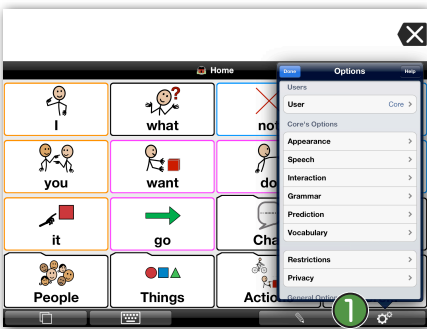 Home
Done
Options
Help
Users
User
Core
Core's Options
Appearance
Speech
Interaction
Grammar
Prediction
Vocabulary
Restrictions
Privacy
General Option
I
what
not
you
want
do
it
go
Cha
People
Things
Actio
1